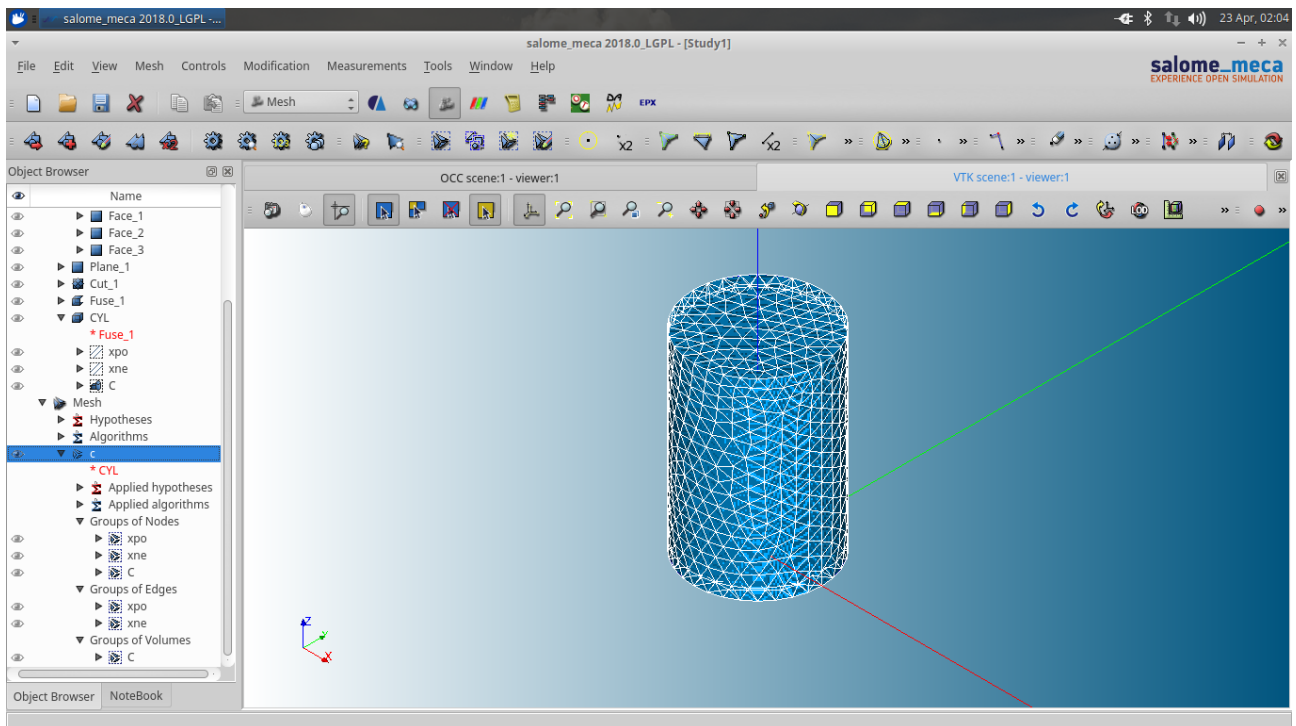 salome_meca 2018.0_LGPL -...
23 Apr, 02:04
salome_meca 2018.0_LGPL - [Study1]
File Edit View Mesh Controls Modification Measurements Tools Window Help
salome_meca
EXPERIENCE OPEN SIMULATION
Mesh
EPX
x2
x2
Object Browser
OCC scene:1 - viewer:1
VTK scene:1 - viewer:1
Name
Face_1
Face_2
Face_3
Plane_1
Cut_1
Fuse_1
CYL
* Fuse_1
xpo
xne
C
Mesh
Hypotheses
Algorithms
C
* CYL
Applied hypotheses
Applied algorithms
Groups of Nodes
xpo
xne
C
Groups of Edges
xpo
xne
Groups of Volumes
C
Z
Y
X
Object Browser
NoteBook